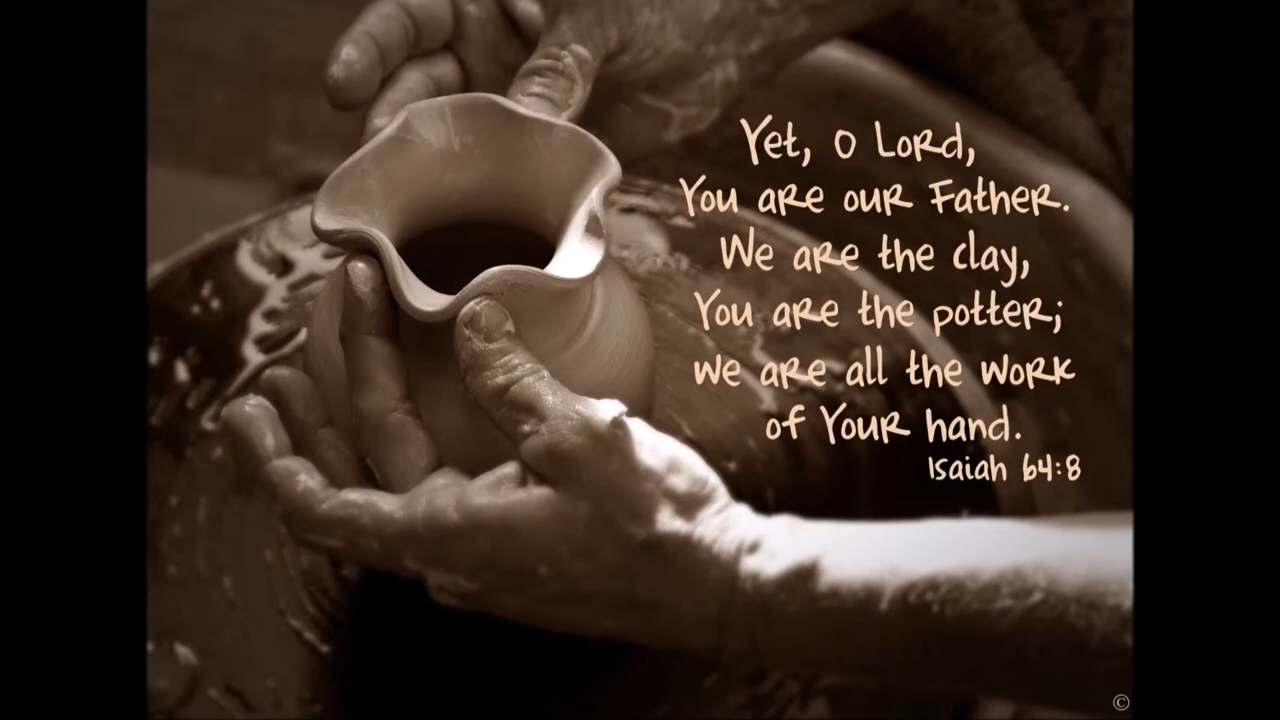 Yet, O Lord,
You are our Father.
We are the clay,
You are the potter;
we are all the work
of Your hand.
Isaiah 64:8
©